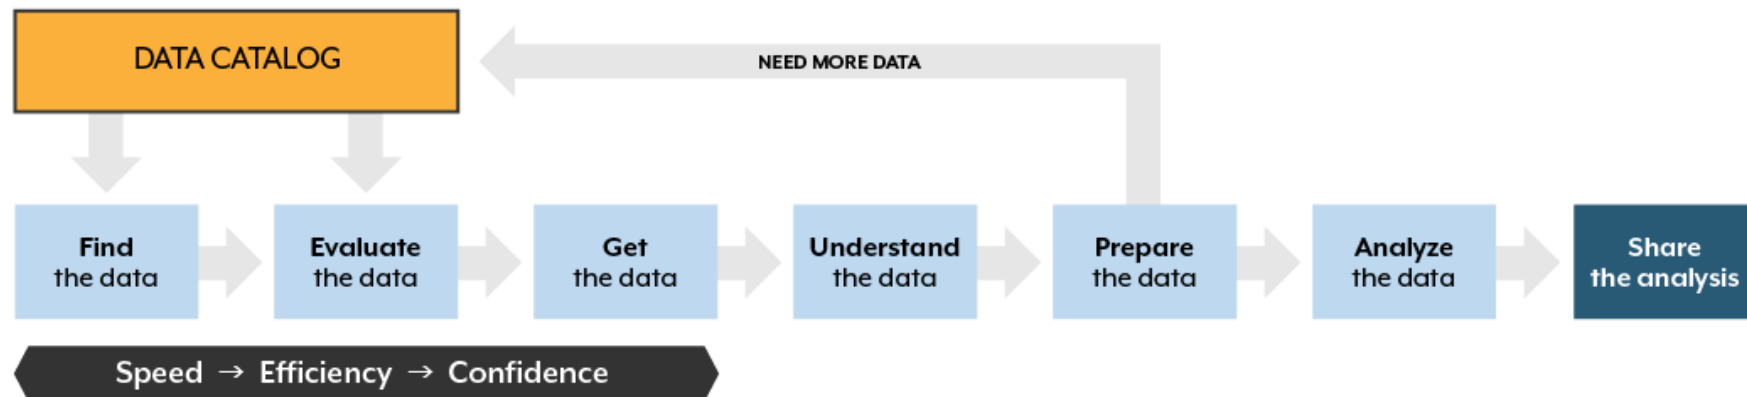 DATA CATALOG
NEED MORE DATA
Find
the data
Evaluate
the data
Get
the data
Understand
the data
Prepare
the data
Analyze
the data
Share
the analysis
Speed → Efficiency → Confidence